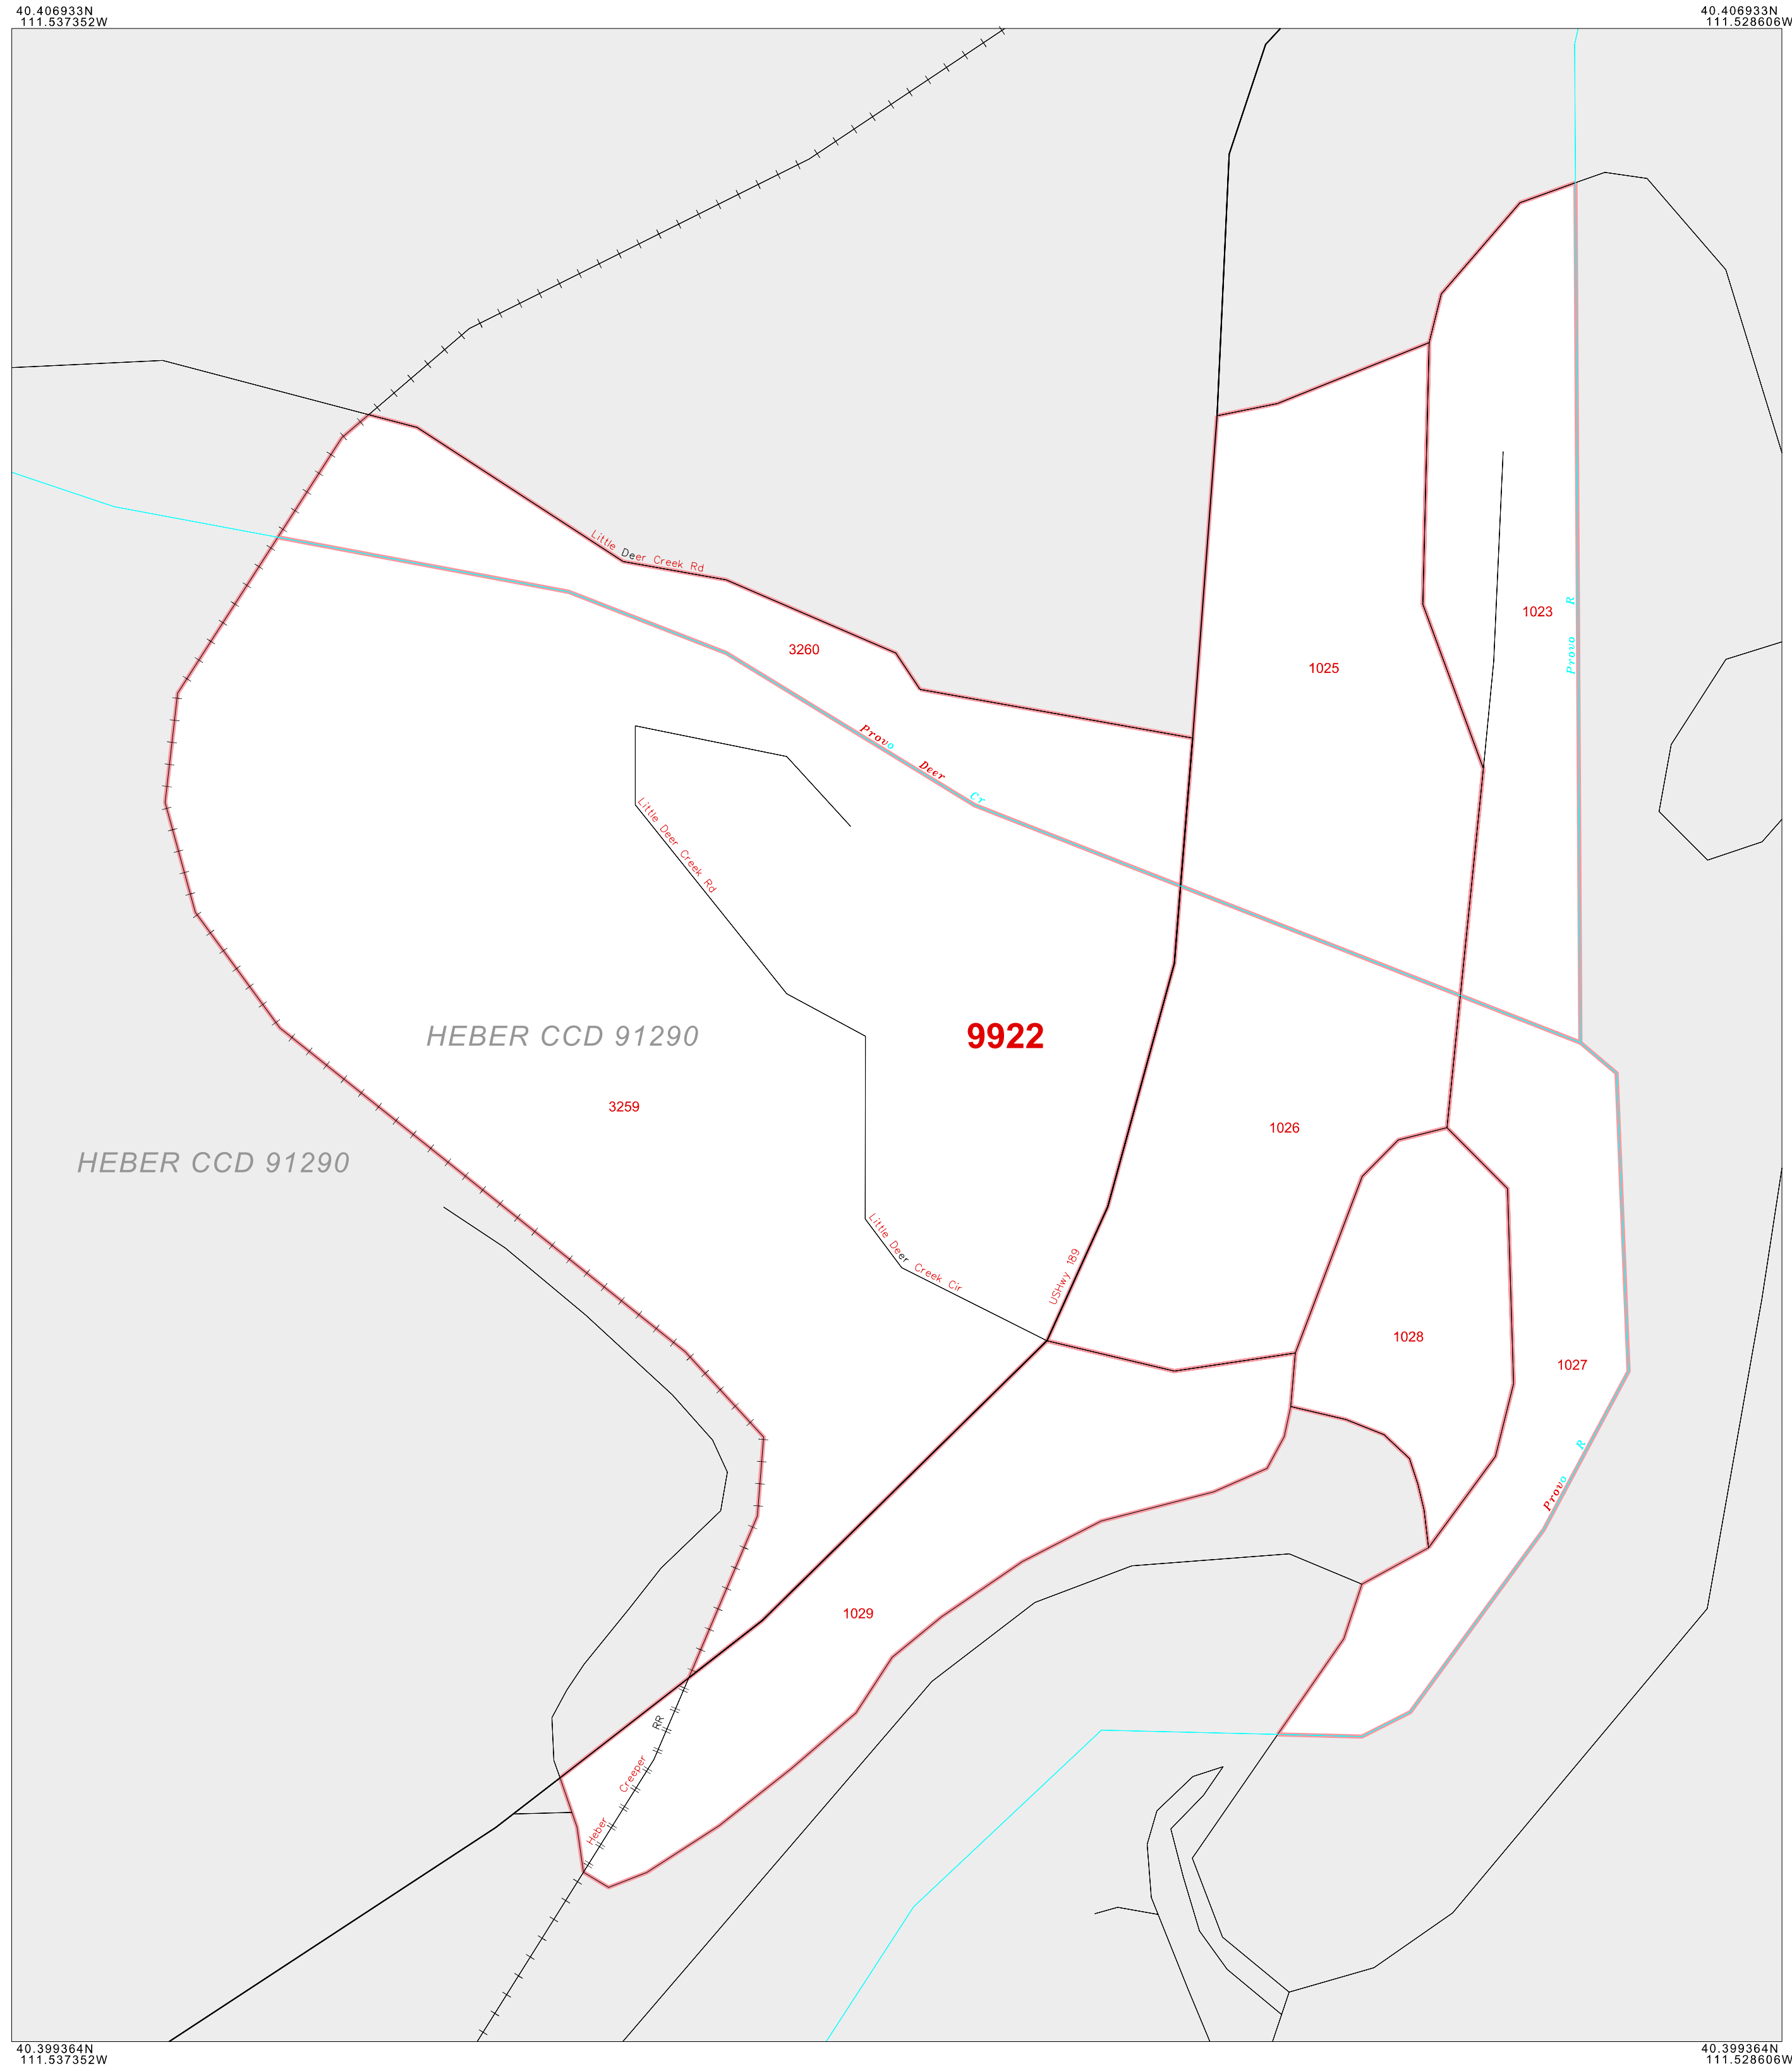 40.406933N
111.537352W
40.406933N
111.528606W
Little Deer Creek Rd
1023
Provo R
3260
1025
Provo Deer Cr
Little Deer Creek Rd
HEBER CCD 91290
9922
3259
1026
HEBER CCD 91290
Little Deer Creek Cir
USHwy 189
1028
1027
Provo R
1029
Heber Creeper RR
40.399364N
111.537352W
40.399364N
111.528606W